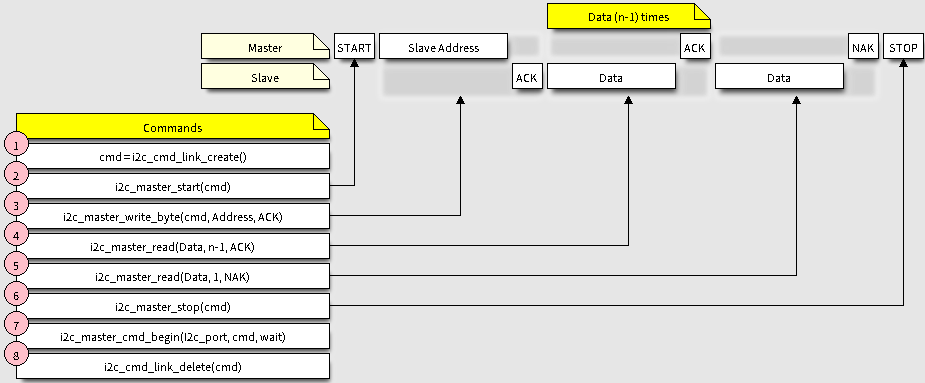 Data (n-1) times
Master START Slave Address ACK NAK STOP
Slave ACK Data Data
Commands
1
cmd = i2c_cmd_link_create()
2
i2c_master_start(cmd)
3
i2c_master_write_byte(cmd, Address, ACK)
4
i2c_master_read(Data, n-1, ACK)
5
i2c_master_read(Data, 1, NAK)
6
i2c_master_stop(cmd)
7
i2c_master_cmd_begin(I2c_port, cmd, wait)
8
i2c_cmd_link_delete(cmd)